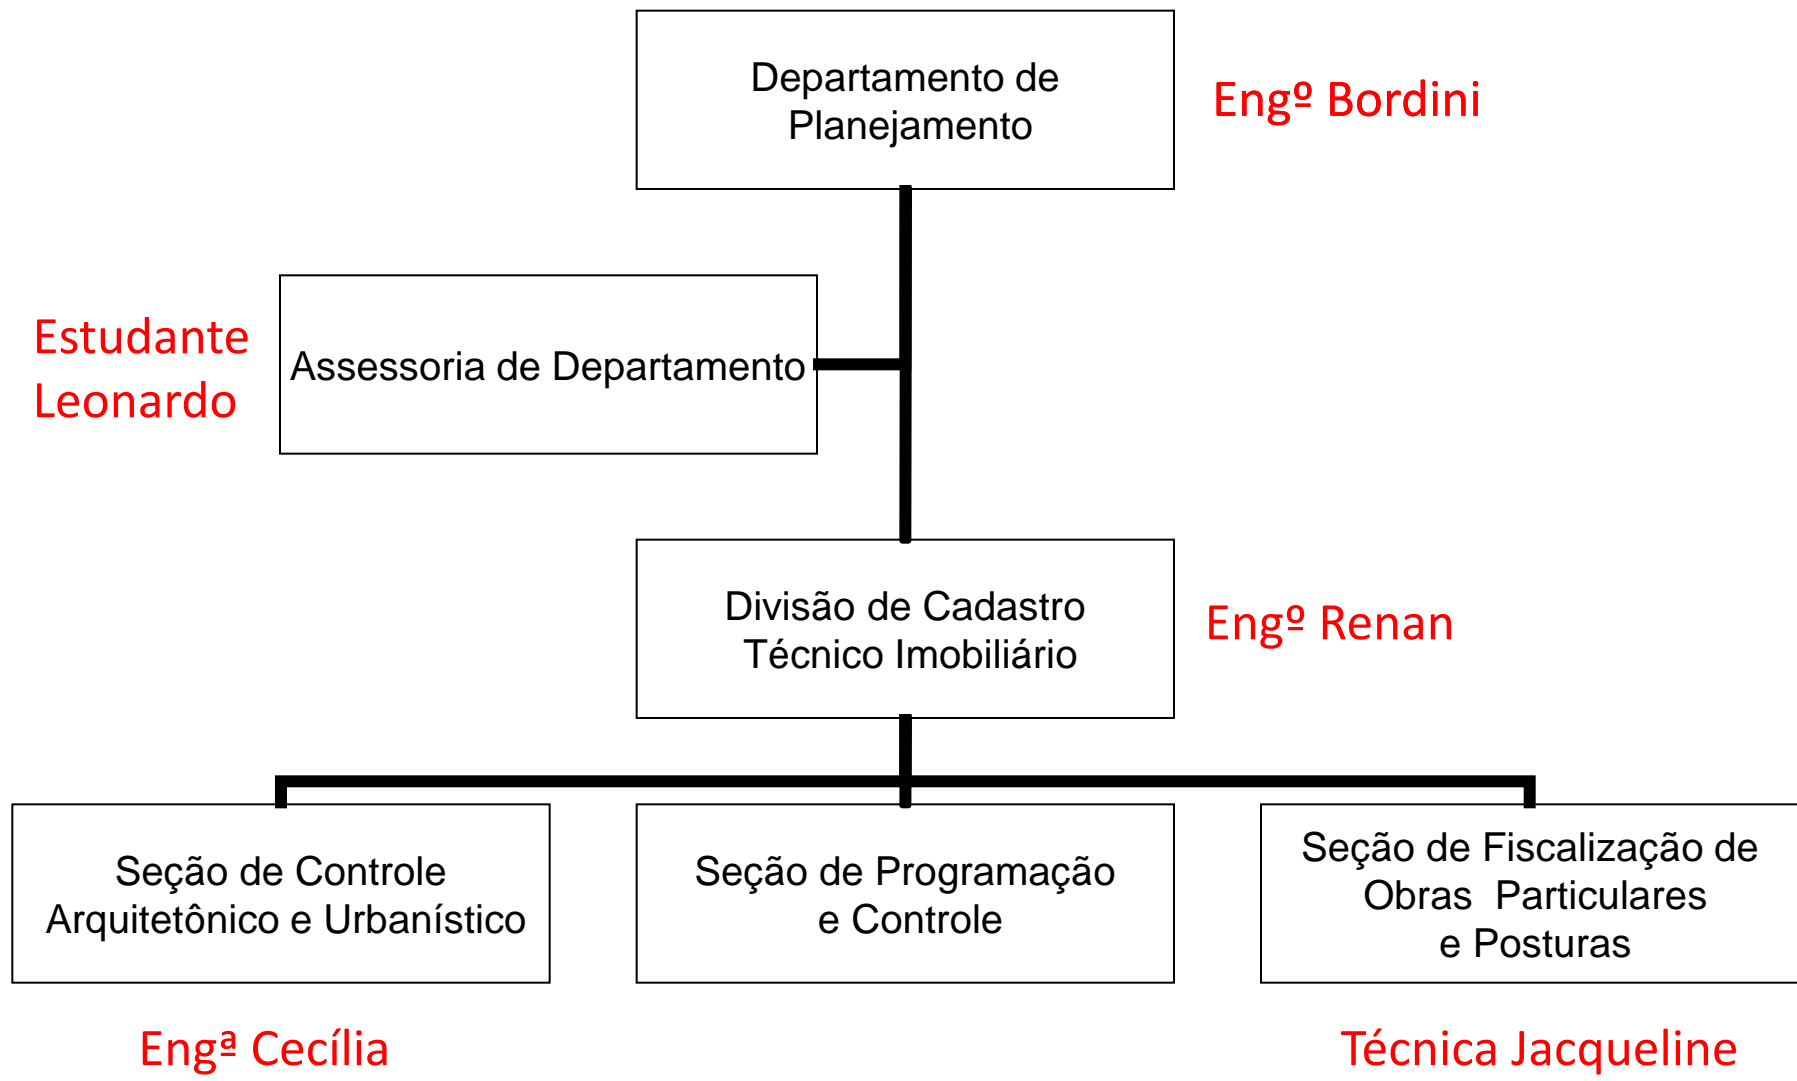 Departamento de
Planejamento
Engº Bordini
Estudante
Leonardo
Assessoria de Departamento
Divisão de Cadastro
Técnico Imobiliário
Engº Renan
Seção de Controle
Arquitetônico e Urbanístico
Seção de Programação
e Controle
Seção de Fiscalização de
Obras  Particulares
e Posturas
Engª Cecília
Técnica Jacqueline